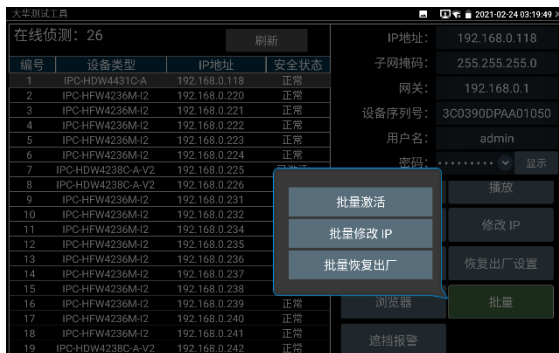 大华测试工具 2021-02-24 03:19:49
在线侦测：26 刷新
编号 设备类型 IP地址 安全状态
1 IPC-HDW4431C-A 192.168.0.118 正常
2 IPC-HFW4236M-I2 192.168.0.220 正常
3 IPC-HFW4236M-I2 192.168.0.221 正常
4 IPC-HFW4236M-I2 192.168.0.222 正常
5 IPC-HFW4236M-I2 192.168.0.223 正常
6 IPC-HFW4236M-I2 192.168.0.224 正常
7 IPC-HDW4238C-A-V2 192.168.0.225
8 IPC-HDW4238C-A-V2 192.168.0.226
9 IPC-HFW4236M-I2 192.168.0.231
10 IPC-HFW4236M-I2 192.168.0.232
11 IPC-HFW4236M-I2 192.168.0.234
12 IPC-HFW4236M-I2 192.168.0.235
13 IPC-HFW4236M-I2 192.168.0.236
14 IPC-HFW4236M-I2 192.168.0.237
15 IPC-HFW4236M-I2 192.168.0.238
16 IPC-HFW4236M-I2 192.168.0.239 正常
17 IPC-HFW4236M-I2 192.168.0.240 正常
18 IPC-HFW4236M-I2 192.168.0.241 正常
19 IPC-HDW4238C-A-V2 192.168.0.242 正常
IP地址： 192.168.0.118
子网掩码： 255.255.255.0
网关： 192.168.0.1
设备序列号： 3C0390DPAA01050
用户名： admin
密码： ········· 显示
播放
修改 IP
恢复出厂设置
浏览器 批量
遮挡报警
批量激活
批量修改 IP
批量恢复出厂